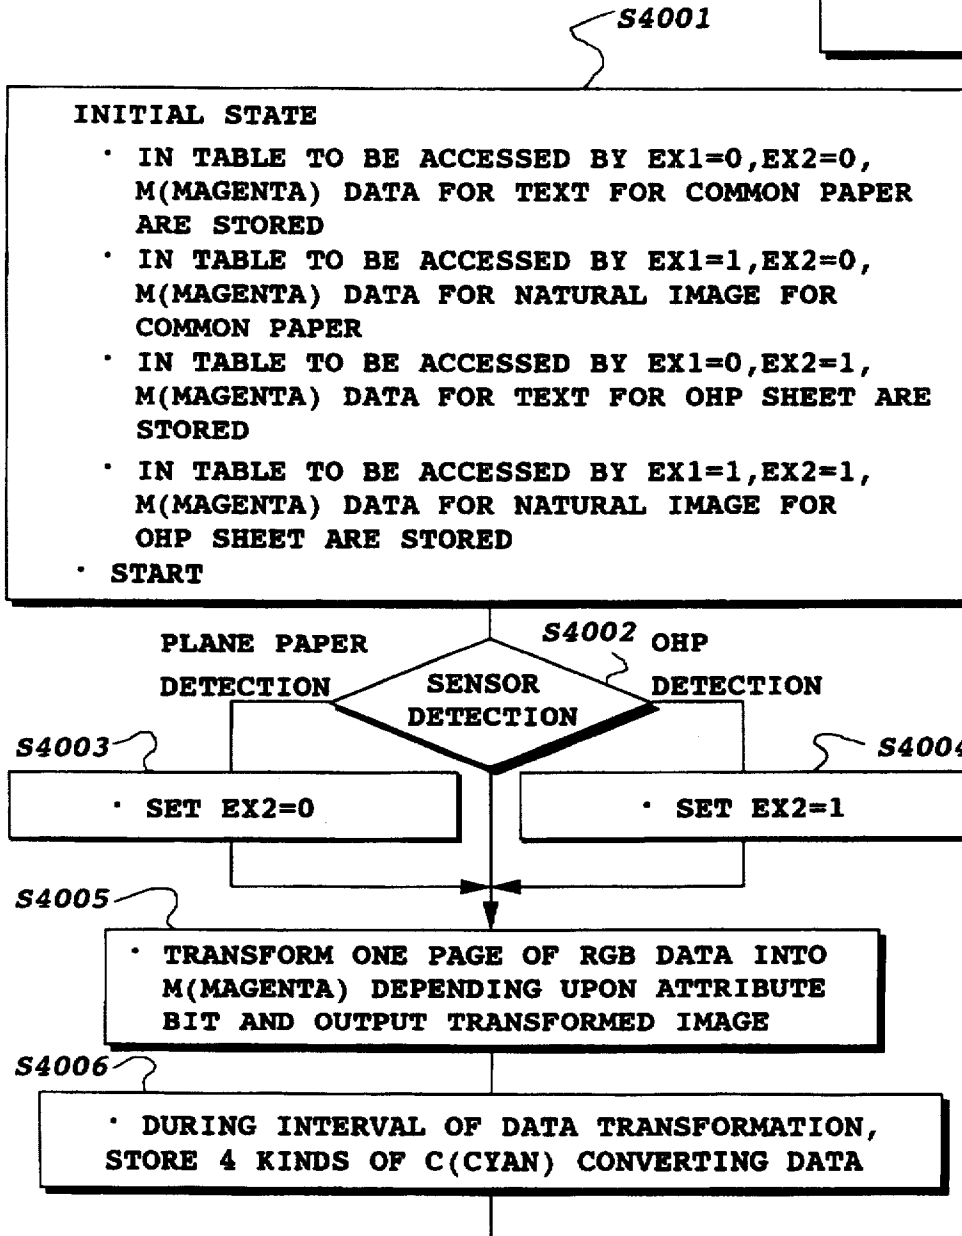 S4001
INITIAL STATE
· IN TABLE TO BE ACCESSED BY EX1=0,EX2=0,
M(MAGENTA) DATA FOR TEXT FOR COMMON PAPER
ARE STORED
· IN TABLE TO BE ACCESSED BY EX1=1,EX2=0,
M(MAGENTA) DATA FOR NATURAL IMAGE FOR
COMMON PAPER
· IN TABLE TO BE ACCESSED BY EX1=0,EX2=1,
M(MAGENTA) DATA FOR TEXT FOR OHP SHEET ARE
STORED
· IN TABLE TO BE ACCESSED BY EX1=1,EX2=1,
M(MAGENTA) DATA FOR NATURAL IMAGE FOR
OHP SHEET ARE STORED
· START
PLANE PAPER
DETECTION
S4002
SENSOR
DETECTION
OHP
DETECTION
S4003
· SET EX2=0
S4004
· SET EX2=1
S4005
· TRANSFORM ONE PAGE OF RGB DATA INTO
M(MAGENTA) DEPENDING UPON ATTRIBUTE
BIT AND OUTPUT TRANSFORMED IMAGE
S4006
· DURING INTERVAL OF DATA TRANSFORMATION,
STORE 4 KINDS OF C(CYAN) CONVERTING DATA